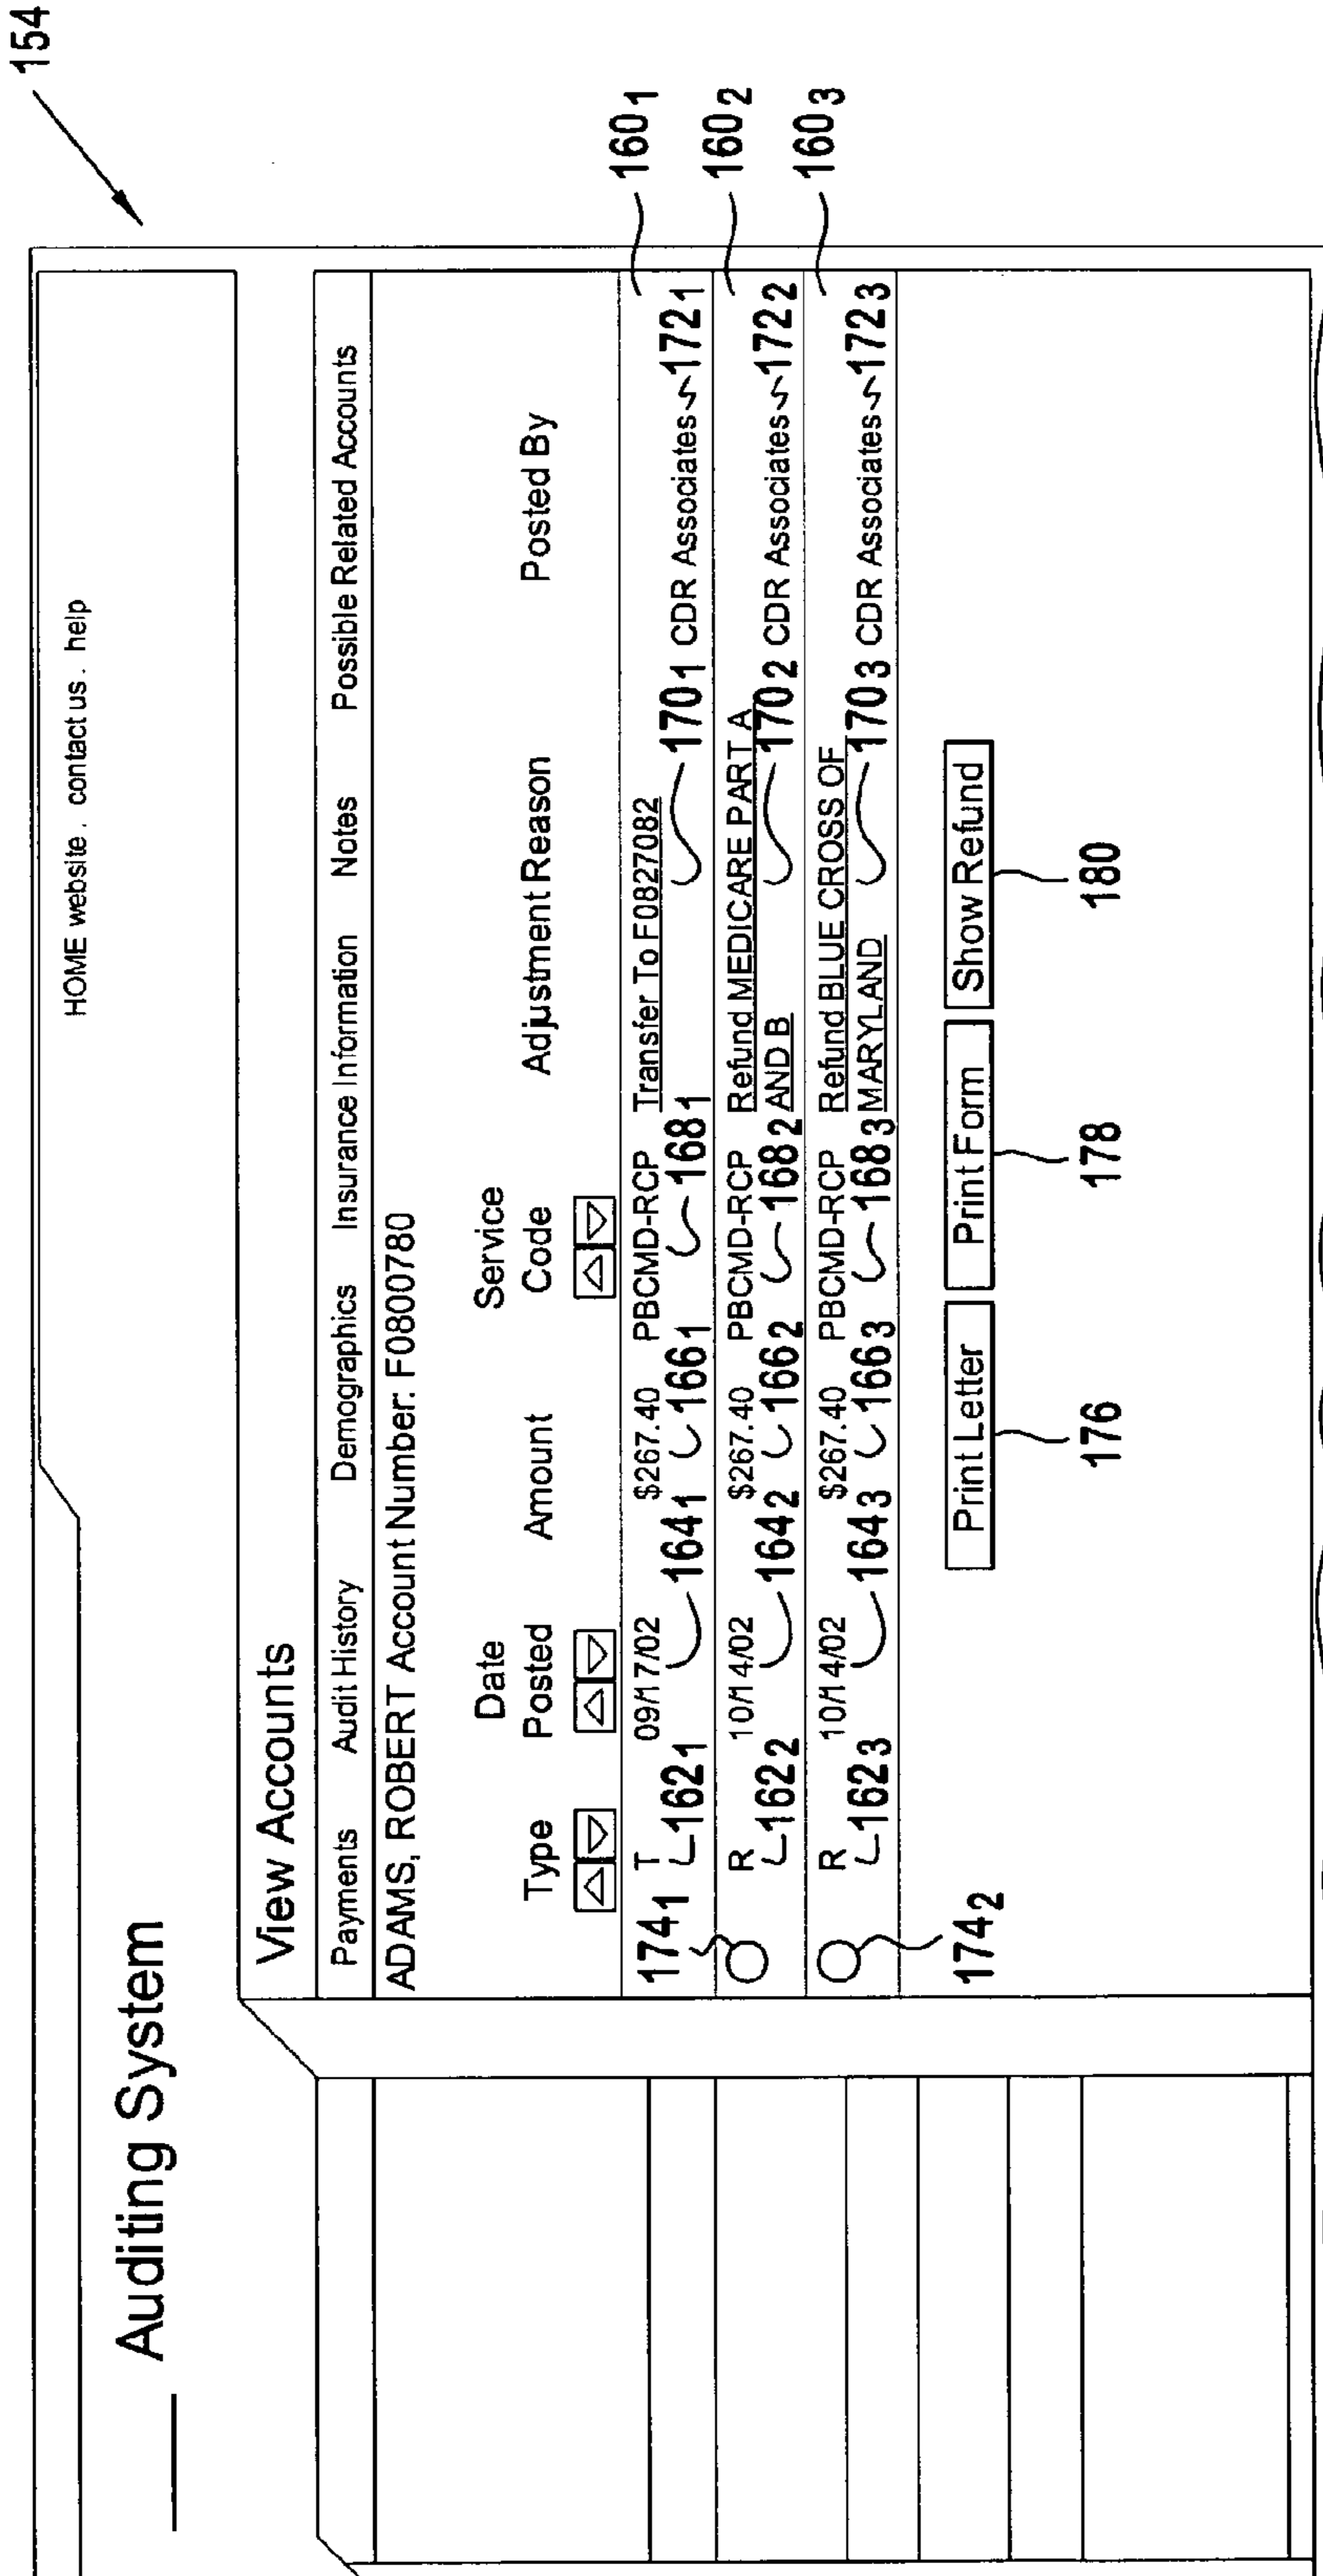 154
HOME website . contact us . help
Auditing System
View Accounts
Payments Audit History Demographics Insurance Information Notes Possible Related Accounts
ADAMS, ROBERT Account Number: F0800780
Date Service
Type Posted Amount Code Adjustment Reason Posted By
T 09/17/02 $267.40 PBCMD-RCP Transfer To F0827082 160₁
174₁ 162₁ 164₁ 166₁ 168₁ 170₁ CDR Associates 172₁
R 10/14/02 $267.40 PBCMD-RCP Refund MEDICARE PART A 160₂
162₂ 164₂ 166₂ 168₂ AND B 170₂ CDR Associates 172₂
R 10/14/02 $267.40 PBCMD-RCP Refund BLUE CROSS OF 160₃
162₃ 164₃ 166₃ 168₃ MARYLAND 170₃ CDR Associates 172₃
174₂ Print Letter Print Form Show Refund
176 178 180